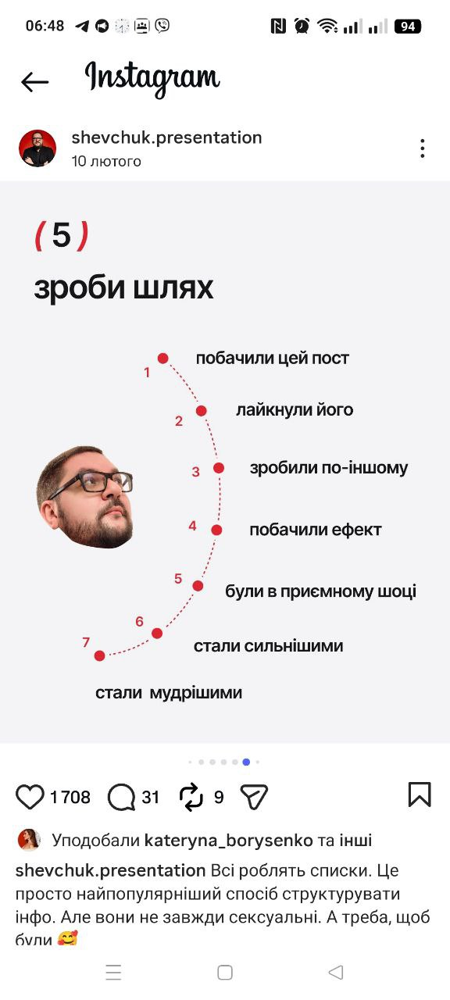 06:48
94
Instagram
shevchuk.presentation
10 лютого
(5)
зроби шлях
1 побачили цей пост
2 лайкнули його
3 зробили по-іншому
4 побачили ефект
5 були в приємному шоці
6 стали сильнішими
7 стали мудрішими
1 708 31 9
Уподобали kateryna_borysenko та інші
shevchuk.presentation Всі роблять списки. Це
просто найпопулярніший спосіб структурувати
інфо. Але вони не завжди сексуальні. А треба, щоб
були 🥰